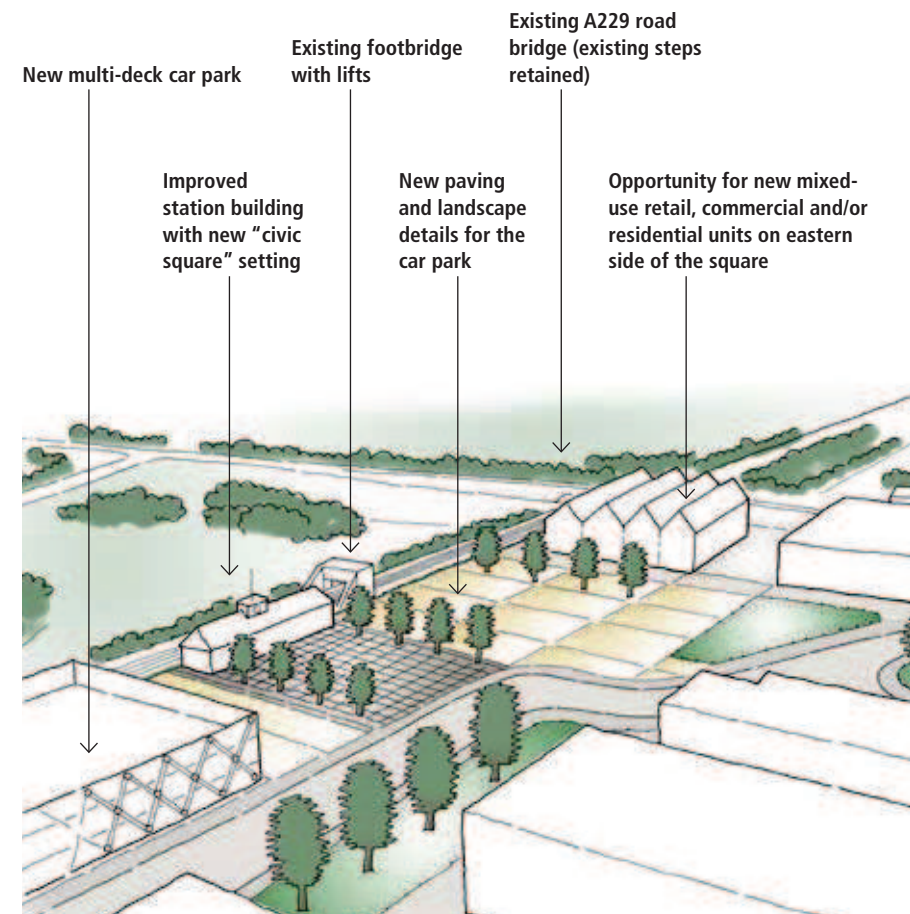 New multi-deck car park
Existing footbridge
with lifts
Existing A229 road
bridge (existing steps
retained)
Improved
station building
with new “civic
square” setting
New paving
and landscape
details for the
car park
Opportunity for new mixed-
use retail, commercial and/or
residential units on eastern
side of the square